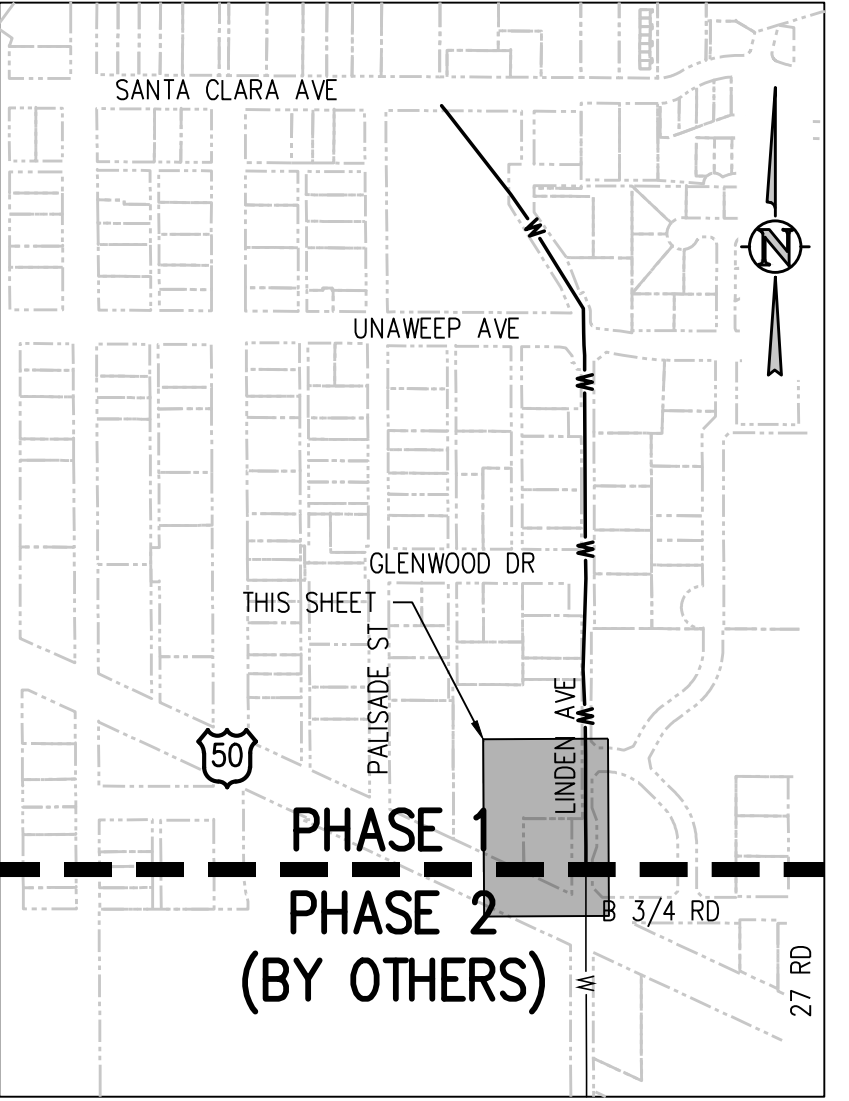 SANTA CLARA AVE
N
W
UNAWEEP AVE
W
W
GLENWOOD DR
THIS SHEET
PALISADE ST
LINDEN AVE
W
50
PHASE 1
PHASE 2
(BY OTHERS)
B 3/4 RD
27 RD
W